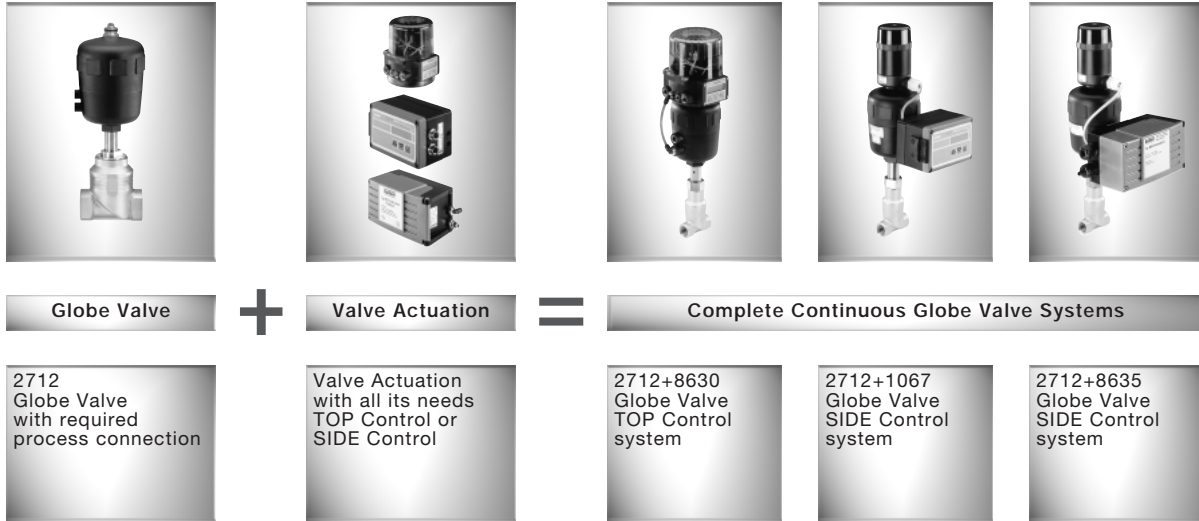 Globe Valve
+
Valve Actuation
=
Complete Continuous Globe Valve Systems
2712
Globe Valve
with required
process connection
Valve Actuation
with all its needs
TOP Control or
SIDE Control
2712+8630
Globe Valve
TOP Control
system
2712+1067
Globe Valve
SIDE Control
system
2712+8635
Globe Valve
SIDE Control
system